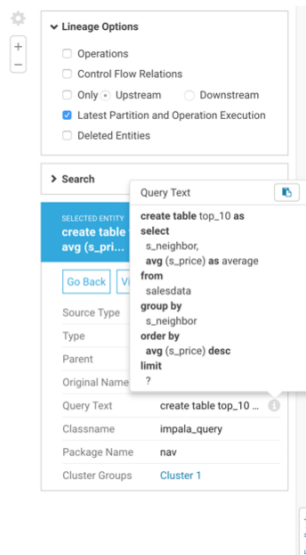 +
−
Lineage Options
Operations
Control Flow Relations
Only Upstream Downstream
Latest Partition and Operation Execution
Deleted Entities
Search
SELECTED ENTITY
create table
avg (s_pri...
Go Back
Source Type
Type
Parent
Original Name
Query Text create table top_10 ...
Classname impala_query
Package Name nav
Cluster Groups Cluster 1
Query Text
create table top_10 as
select
s_neighbor,
avg (s_price) as average
from
salesdata
group by
s_neighbor
order by
avg (s_price) desc
limit
?